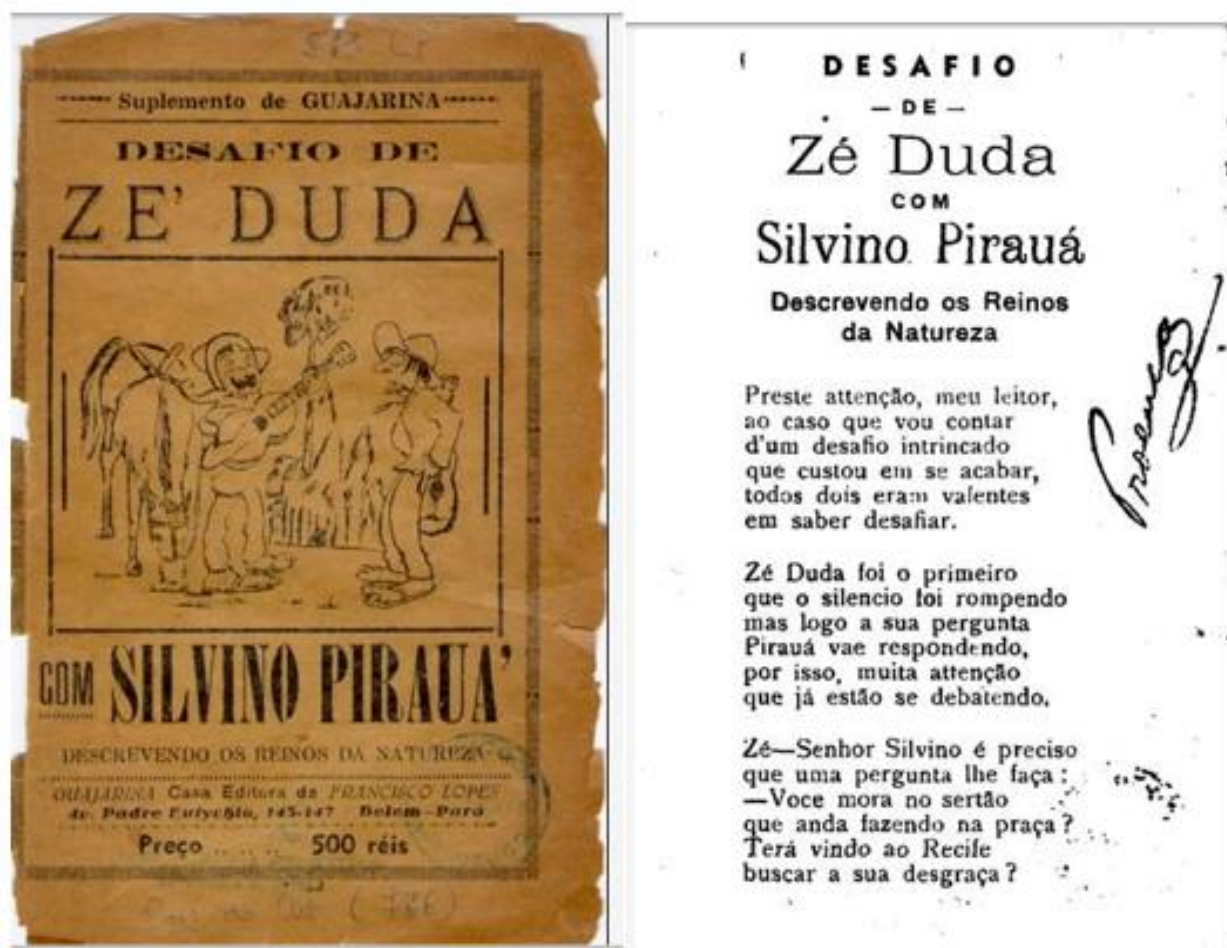 Suplemento de GUAJARINA
DESAFIO DE
ZE' DUDA
COM SILVINO PIRAUA'
DESCREVENDO OS REINOS DA NATUREZA
GUAJARINA Casa Editora de FRANCISCO LOPES
Av. Padre Eutychio, 145-147 Belem-Pará
Preço .. .. .. 500 réis
DESAFIO
— DE —
Zé Duda
COM
Silvino Pirauá
Descrevendo os Reinos
da Natureza
Preste attenção, meu leitor,
ao caso que vou contar
d'um desafio intrincado
que custou em se acabar,
todos dois eram valentes
em saber desafiar.
Zé Duda foi o primeiro
que o silencio foi rompendo
mas logo a sua pergunta
Pirauá vae respondendo,
por isso, muita attenção
que já estão se debatendo.
Zé—Senhor Silvino é preciso
que uma pergunta lhe faça :
—Voce mora no sertão
que anda fazendo na praça ?
Terá vindo ao Recife
buscar a sua desgraça ?